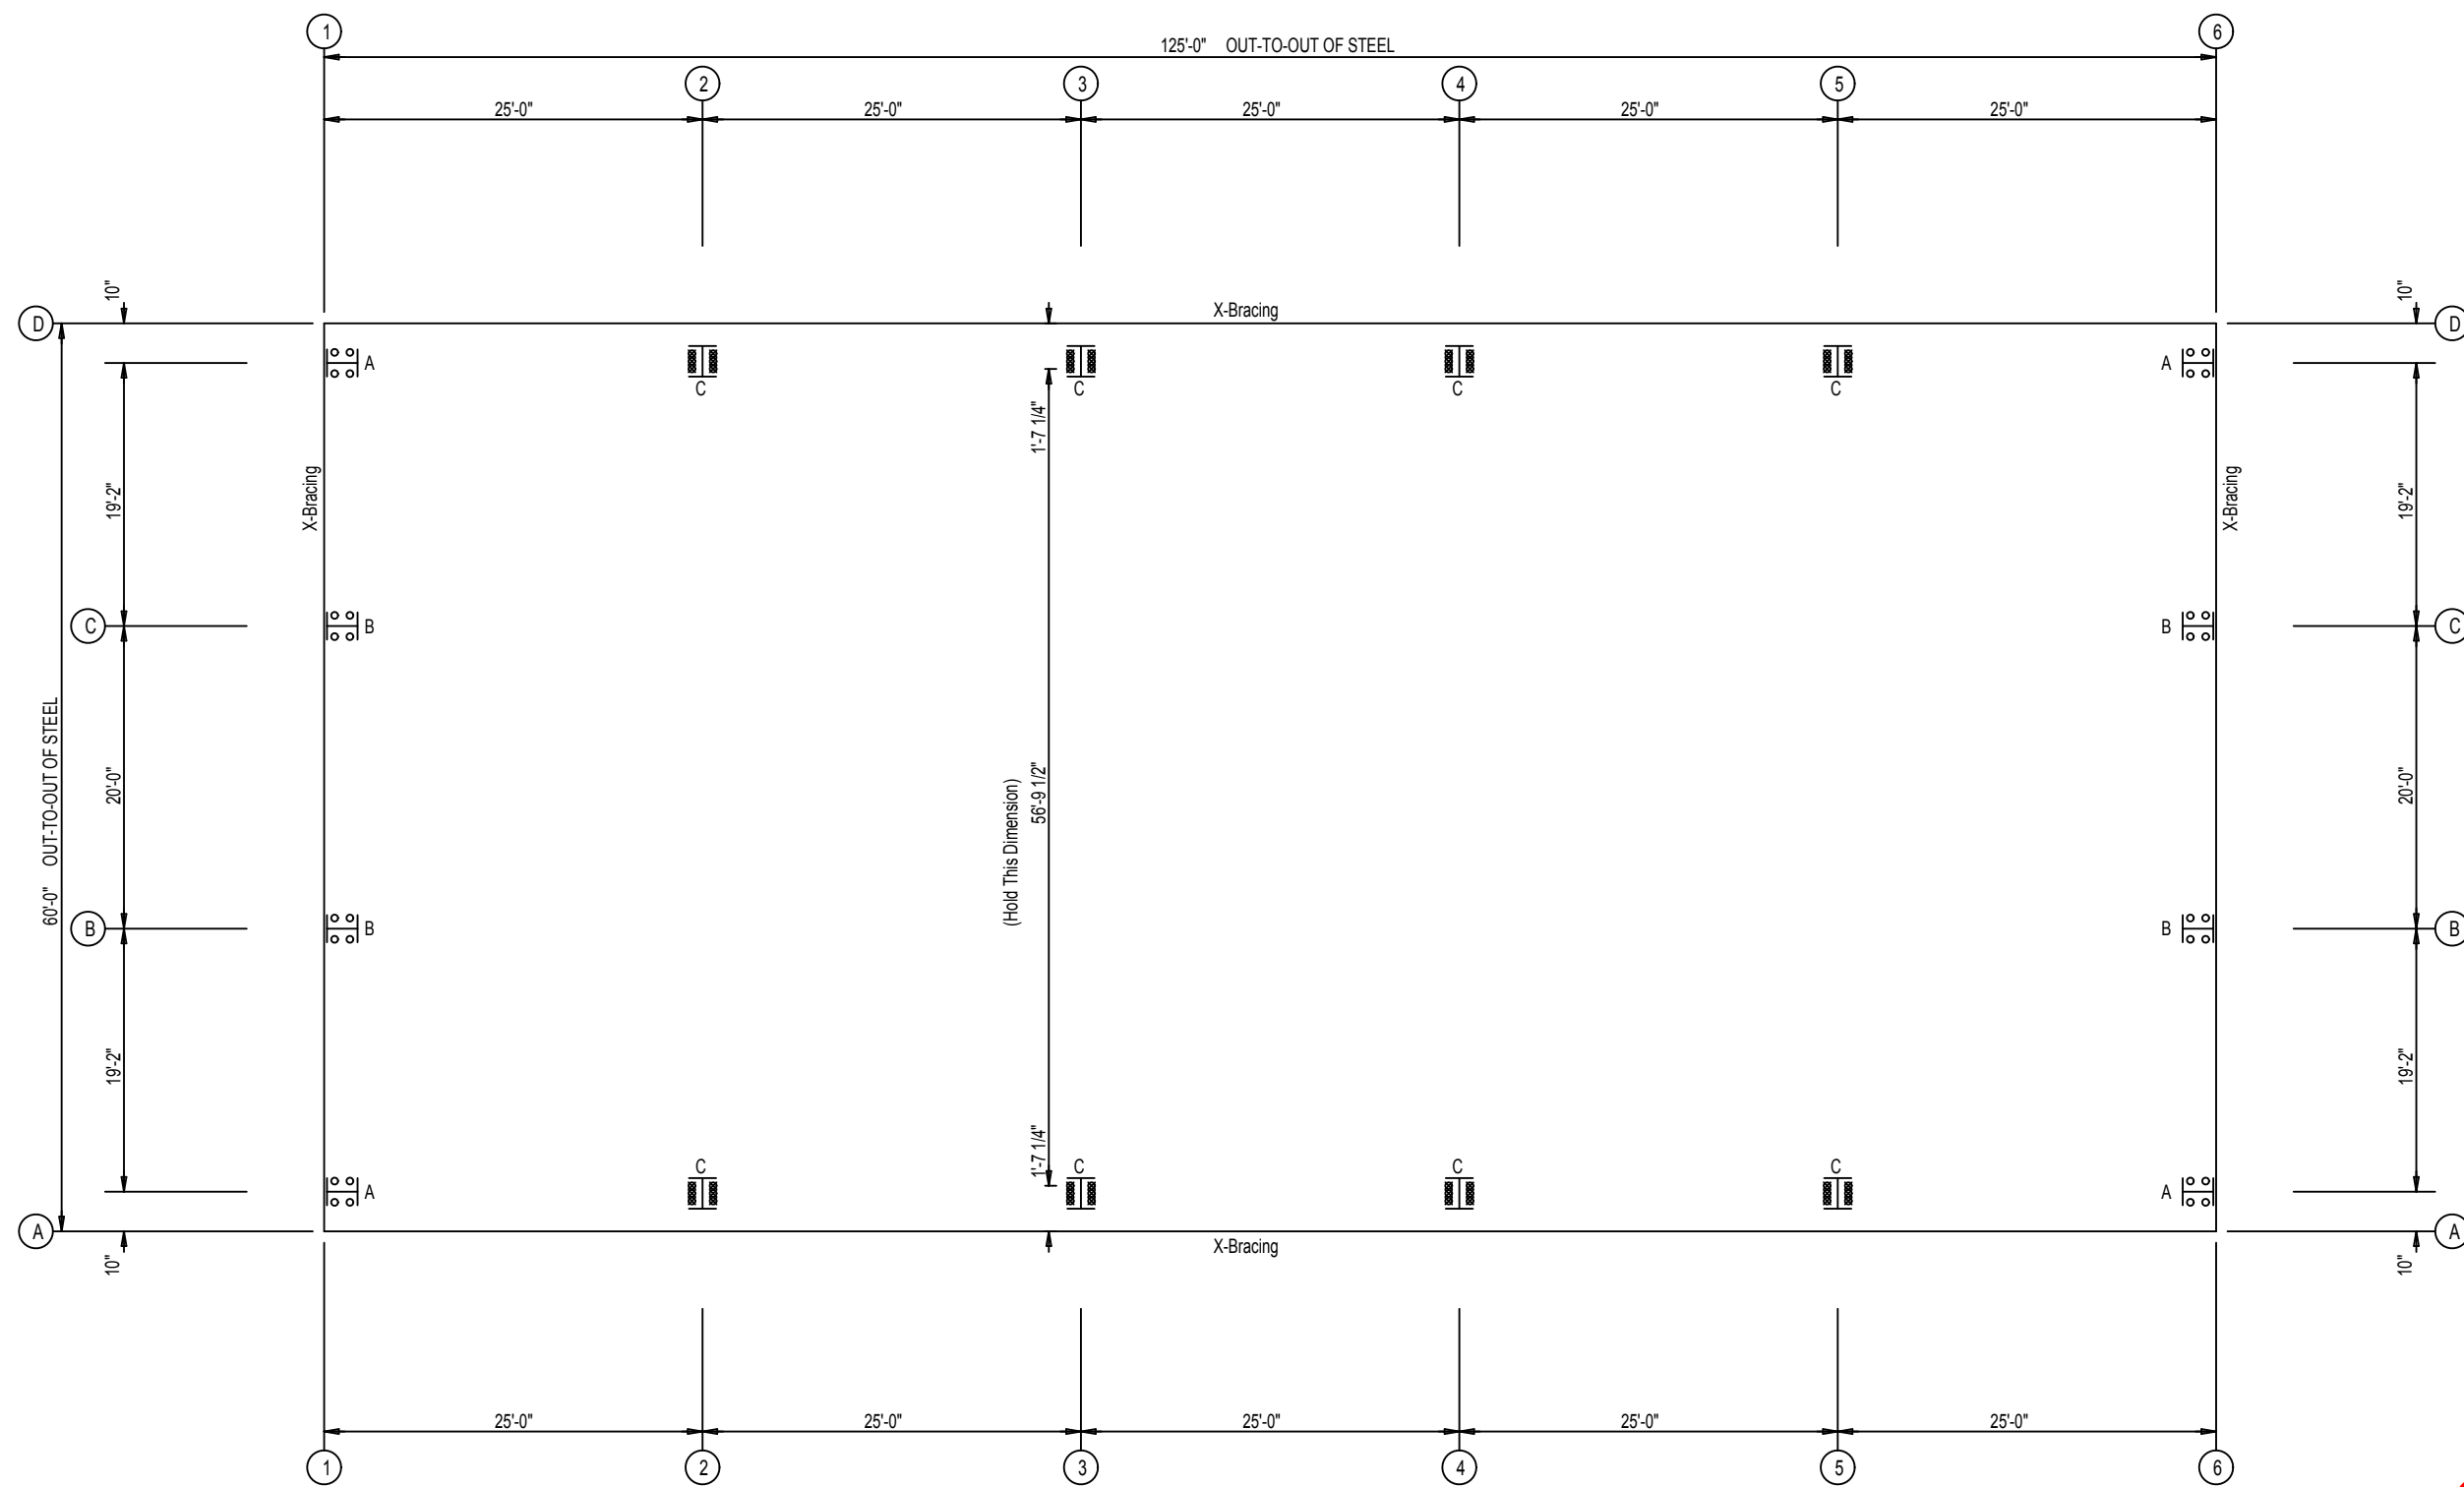 1
6
125'-0" OUT-TO-OUT OF STEEL
2
3
4
5
25'-0"
25'-0"
25'-0"
25'-0"
25'-0"
10"
10"
X-Bracing
D
D
A
C
C
C
C
A
1'-7 1/4"
19'-2"
X-Bracing
X-Bracing
19'-2"
C
B
B
C
60'-0" OUT-TO-OUT OF STEEL
20'-0"
(Hold This Dimension)
56'-9 1/2"
20'-0"
B
B
B
B
19'-2"
1'-7 1/4"
19'-2"
C
C
C
C
A
A
A
A
X-Bracing
10"
10"
25'-0"
25'-0"
25'-0"
25'-0"
25'-0"
1
2
3
4
5
6